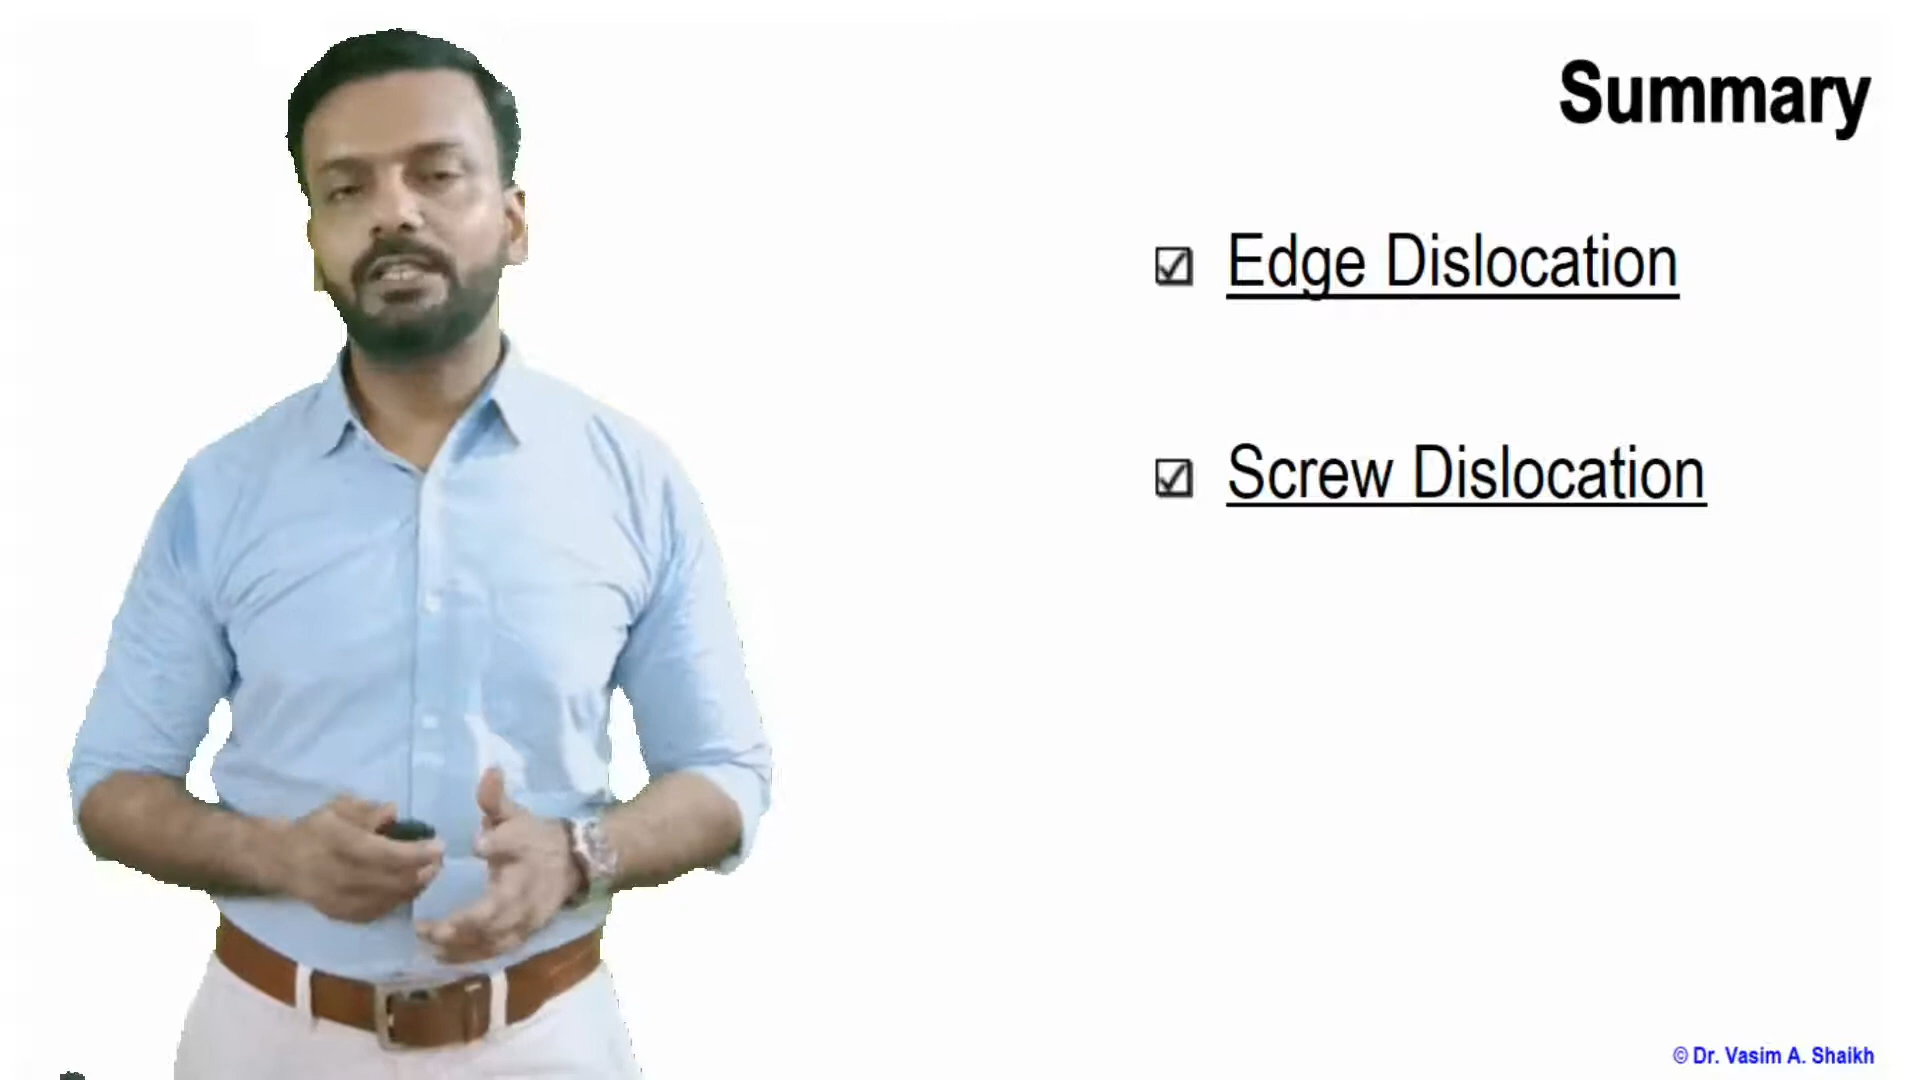 Summary
Edge Dislocation
Screw Dislocation
© Dr. Vasim A. Shaikh